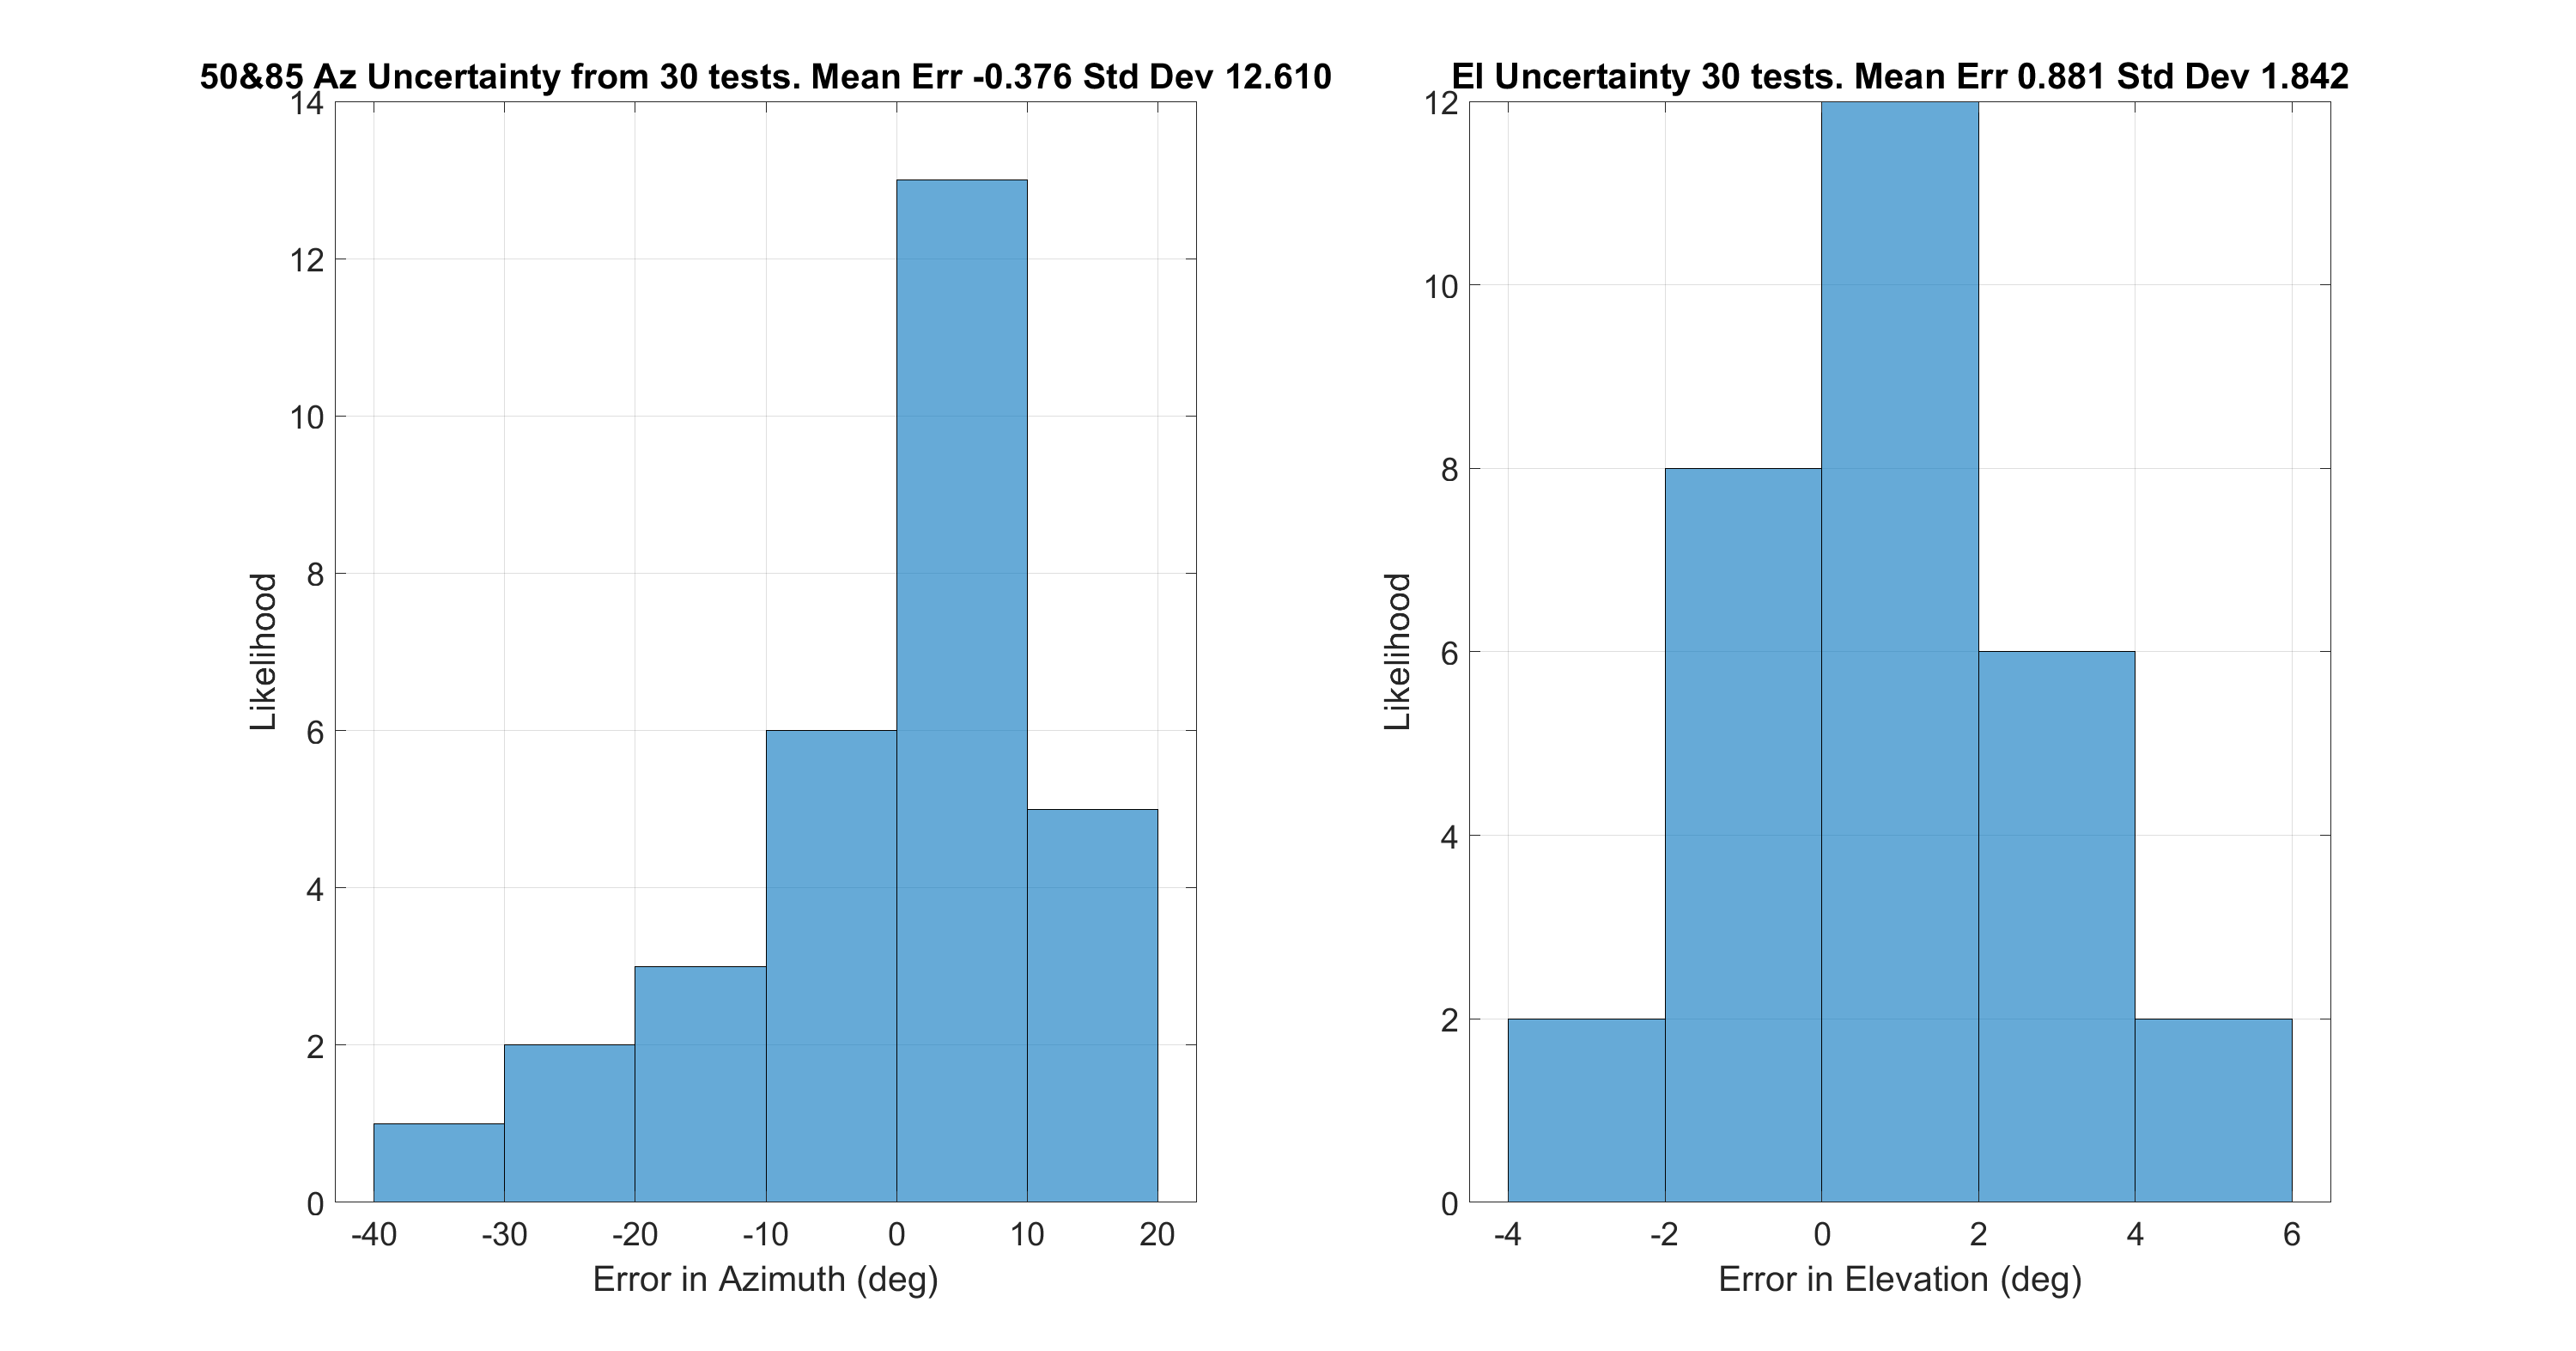 50&85 Az Uncertainty from 30 tests. Mean Err -0.376 Std Dev 12.610
14
12
10
8
6
4
2
0
Likelihood
-40 -30 -20 -10 0 10 20
Error in Azimuth (deg)
El Uncertainty 30 tests. Mean Err 0.881 Std Dev 1.842
12
10
8
6
4
2
0
Likelihood
-4 -2 0 2 4 6
Error in Elevation (deg)